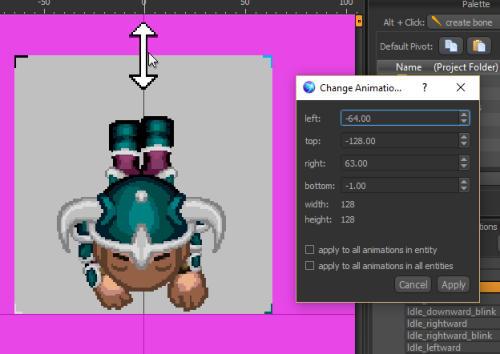 Palette
-50 0 50 100
Alt + Click: create bone
Default Pivot:
Name (Project Folder)
Change Animatio... ? ×
left: -64.00
top: -128.00
right: 63.00
bottom: -1.00
width: 128
height: 128
apply to all animations in entity
apply to all animations in all entities
Cancel Apply
Idle_downward_blink
Idle_rightward
Idle_rightward_blink
Idle_leftward